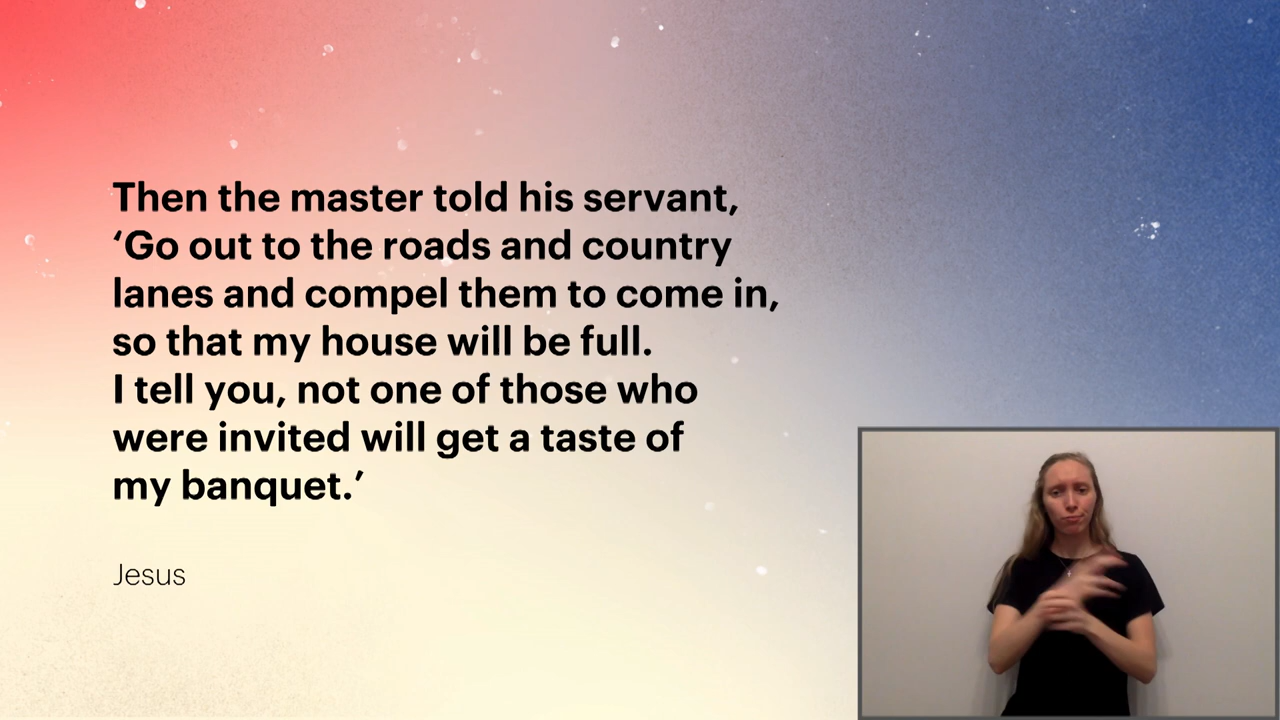 Then the master told his servant,
‘Go out to the roads and country
lanes and compel them to come in,
so that my house will be full.
I tell you, not one of those who
were invited will get a taste of
my banquet.’
Jesus